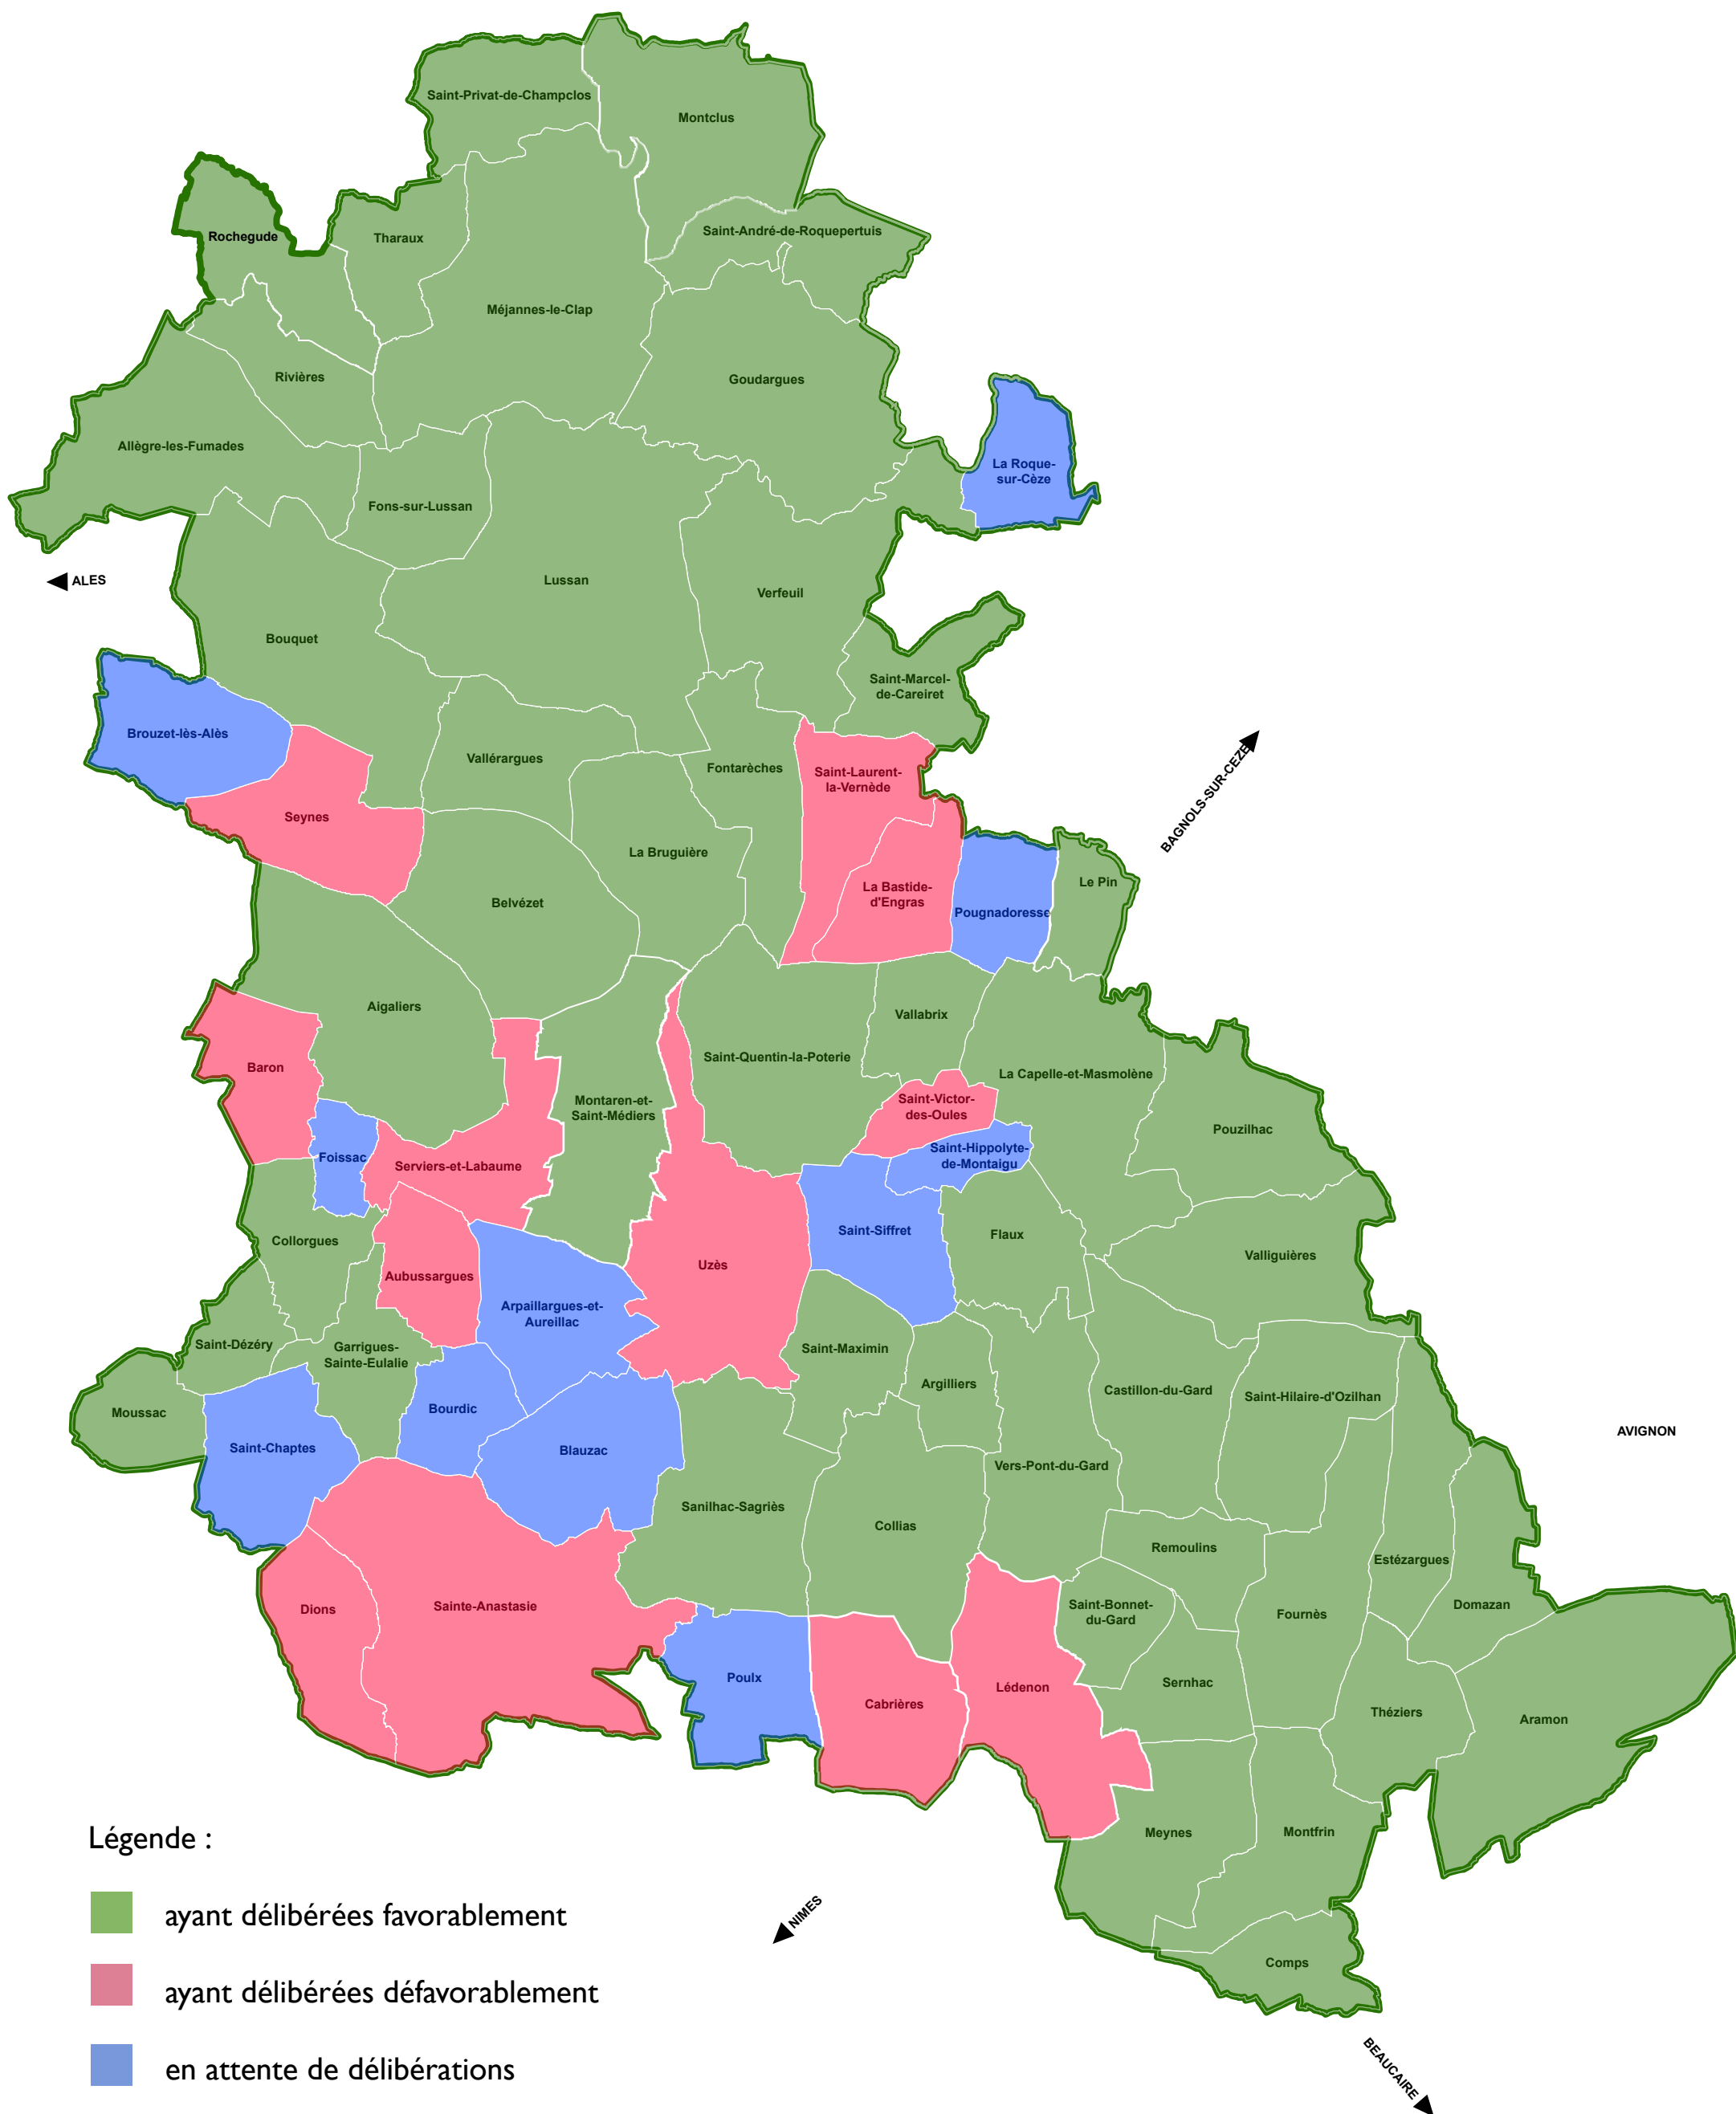 Saint-Privat-de-Champclos
Montclus
Rochegude
Tharaux
Saint-André-de-Roquepertuis
Méjannes-le-Clap
Rivières
Goudargues
Allègre-les-Fumades
La Roque-
sur-Cèze
Fons-sur-Lussan
ALES
Lussan
Verfeuil
Bouquet
Saint-Marcel-
de-Careiret
Brouzet-lès-Alès
Vallérargues
Fontarèches
Saint-Laurent-
la-Vernède
BAGNOLS-SUR-CEZE
Seynes
La Bruguière
Le Pin
La Bastide-
d'Engras
Belvézet
Pougnadoresse
Aigaliers
Vallabrix
Baron
Saint-Quentin-la-Poterie
La Capelle-et-Masmolène
Montaren-et-
Saint-Médiers
Saint-Victor-
des-Oules
Pouzilhac
Foissac
Serviers-et-Labaume
Saint-Hippolyte-
de-Montaigu
Collorgues
Saint-Siffret
Flaux
Valliguières
Aubussargues
Uzès
Arpaillargues-et-
Aureillac
Saint-Dézéry
Garrigues-
Sainte-Eulalie
Saint-Maximin
Argilliers
Castillon-du-Gard
Saint-Hilaire-d'Ozilhan
Moussac
Bourdic
AVIGNON
Saint-Chaptes
Blauzac
Vers-Pont-du-Gard
Sanilhac-Sagriès
Collias
Remoulins
Estézargues
Dions
Sainte-Anastasie
Saint-Bonnet-
du-Gard
Fournès
Domazan
Poulx
Cabrières
Lédenon
Sernhac
Théziers
Aramon
Meynes
Montfrin
Légende :
ayant délibérées favorablement
NIMES
Comps
ayant délibérées défavorablement
en attente de délibérations
BEAUCAIRE